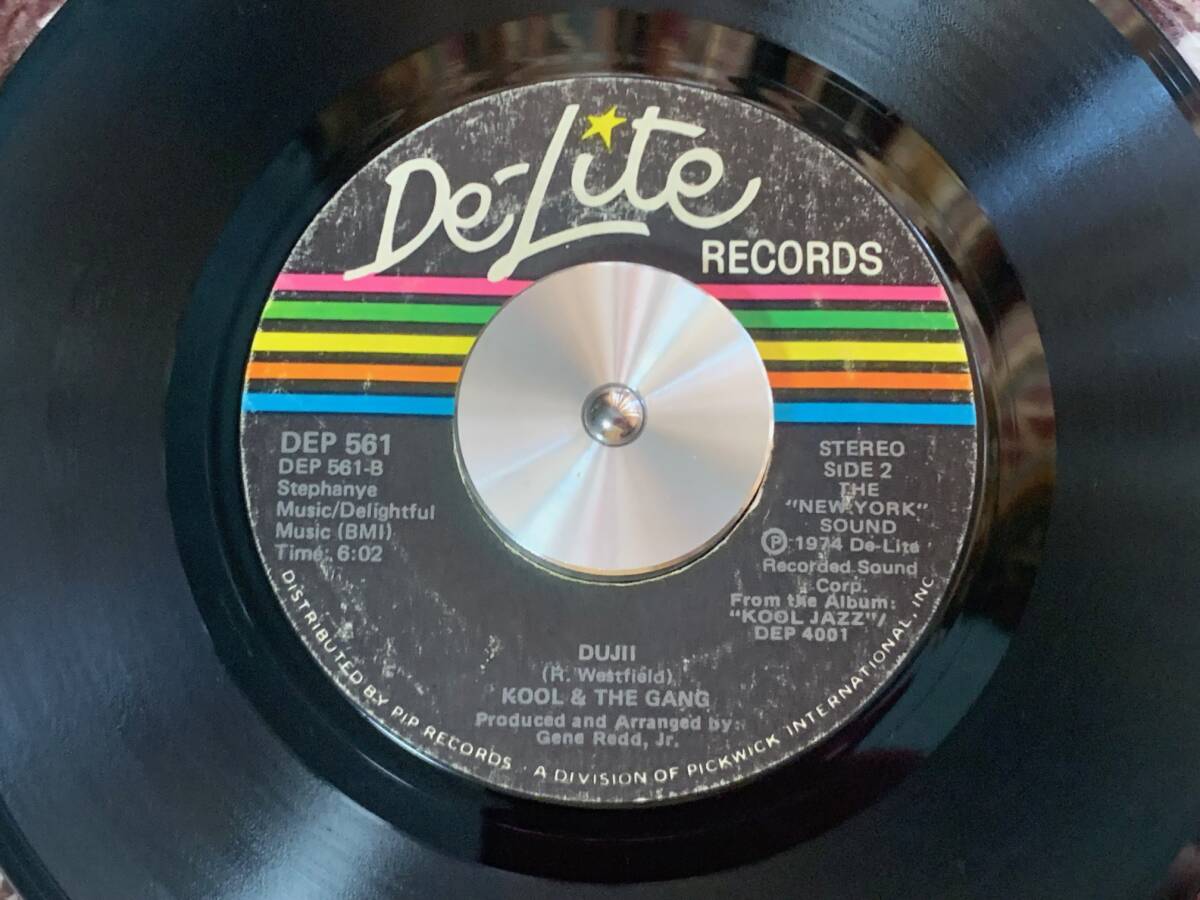 De-Lite
RECORDS
DEP 561
DEP 561-B
Stephanye
Music/Delightful
Music (BMI)
Time: 6:02
STEREO
SIDE 2
THE
"NEW YORK"
SOUND
Ⓟ 1974 De-Lite
Recorded Sound
Corp.
From the Album:
"KOOL JAZZ"/
DEP 4001
DUJII
(R. Westfield)
KOOL & THE GANG
Produced and Arranged by:
Gene Redd, Jr.
DISTRIBUTED BY PIP RECORDS · A DIVISION OF PICKWICK INTERNATIONAL, INC.